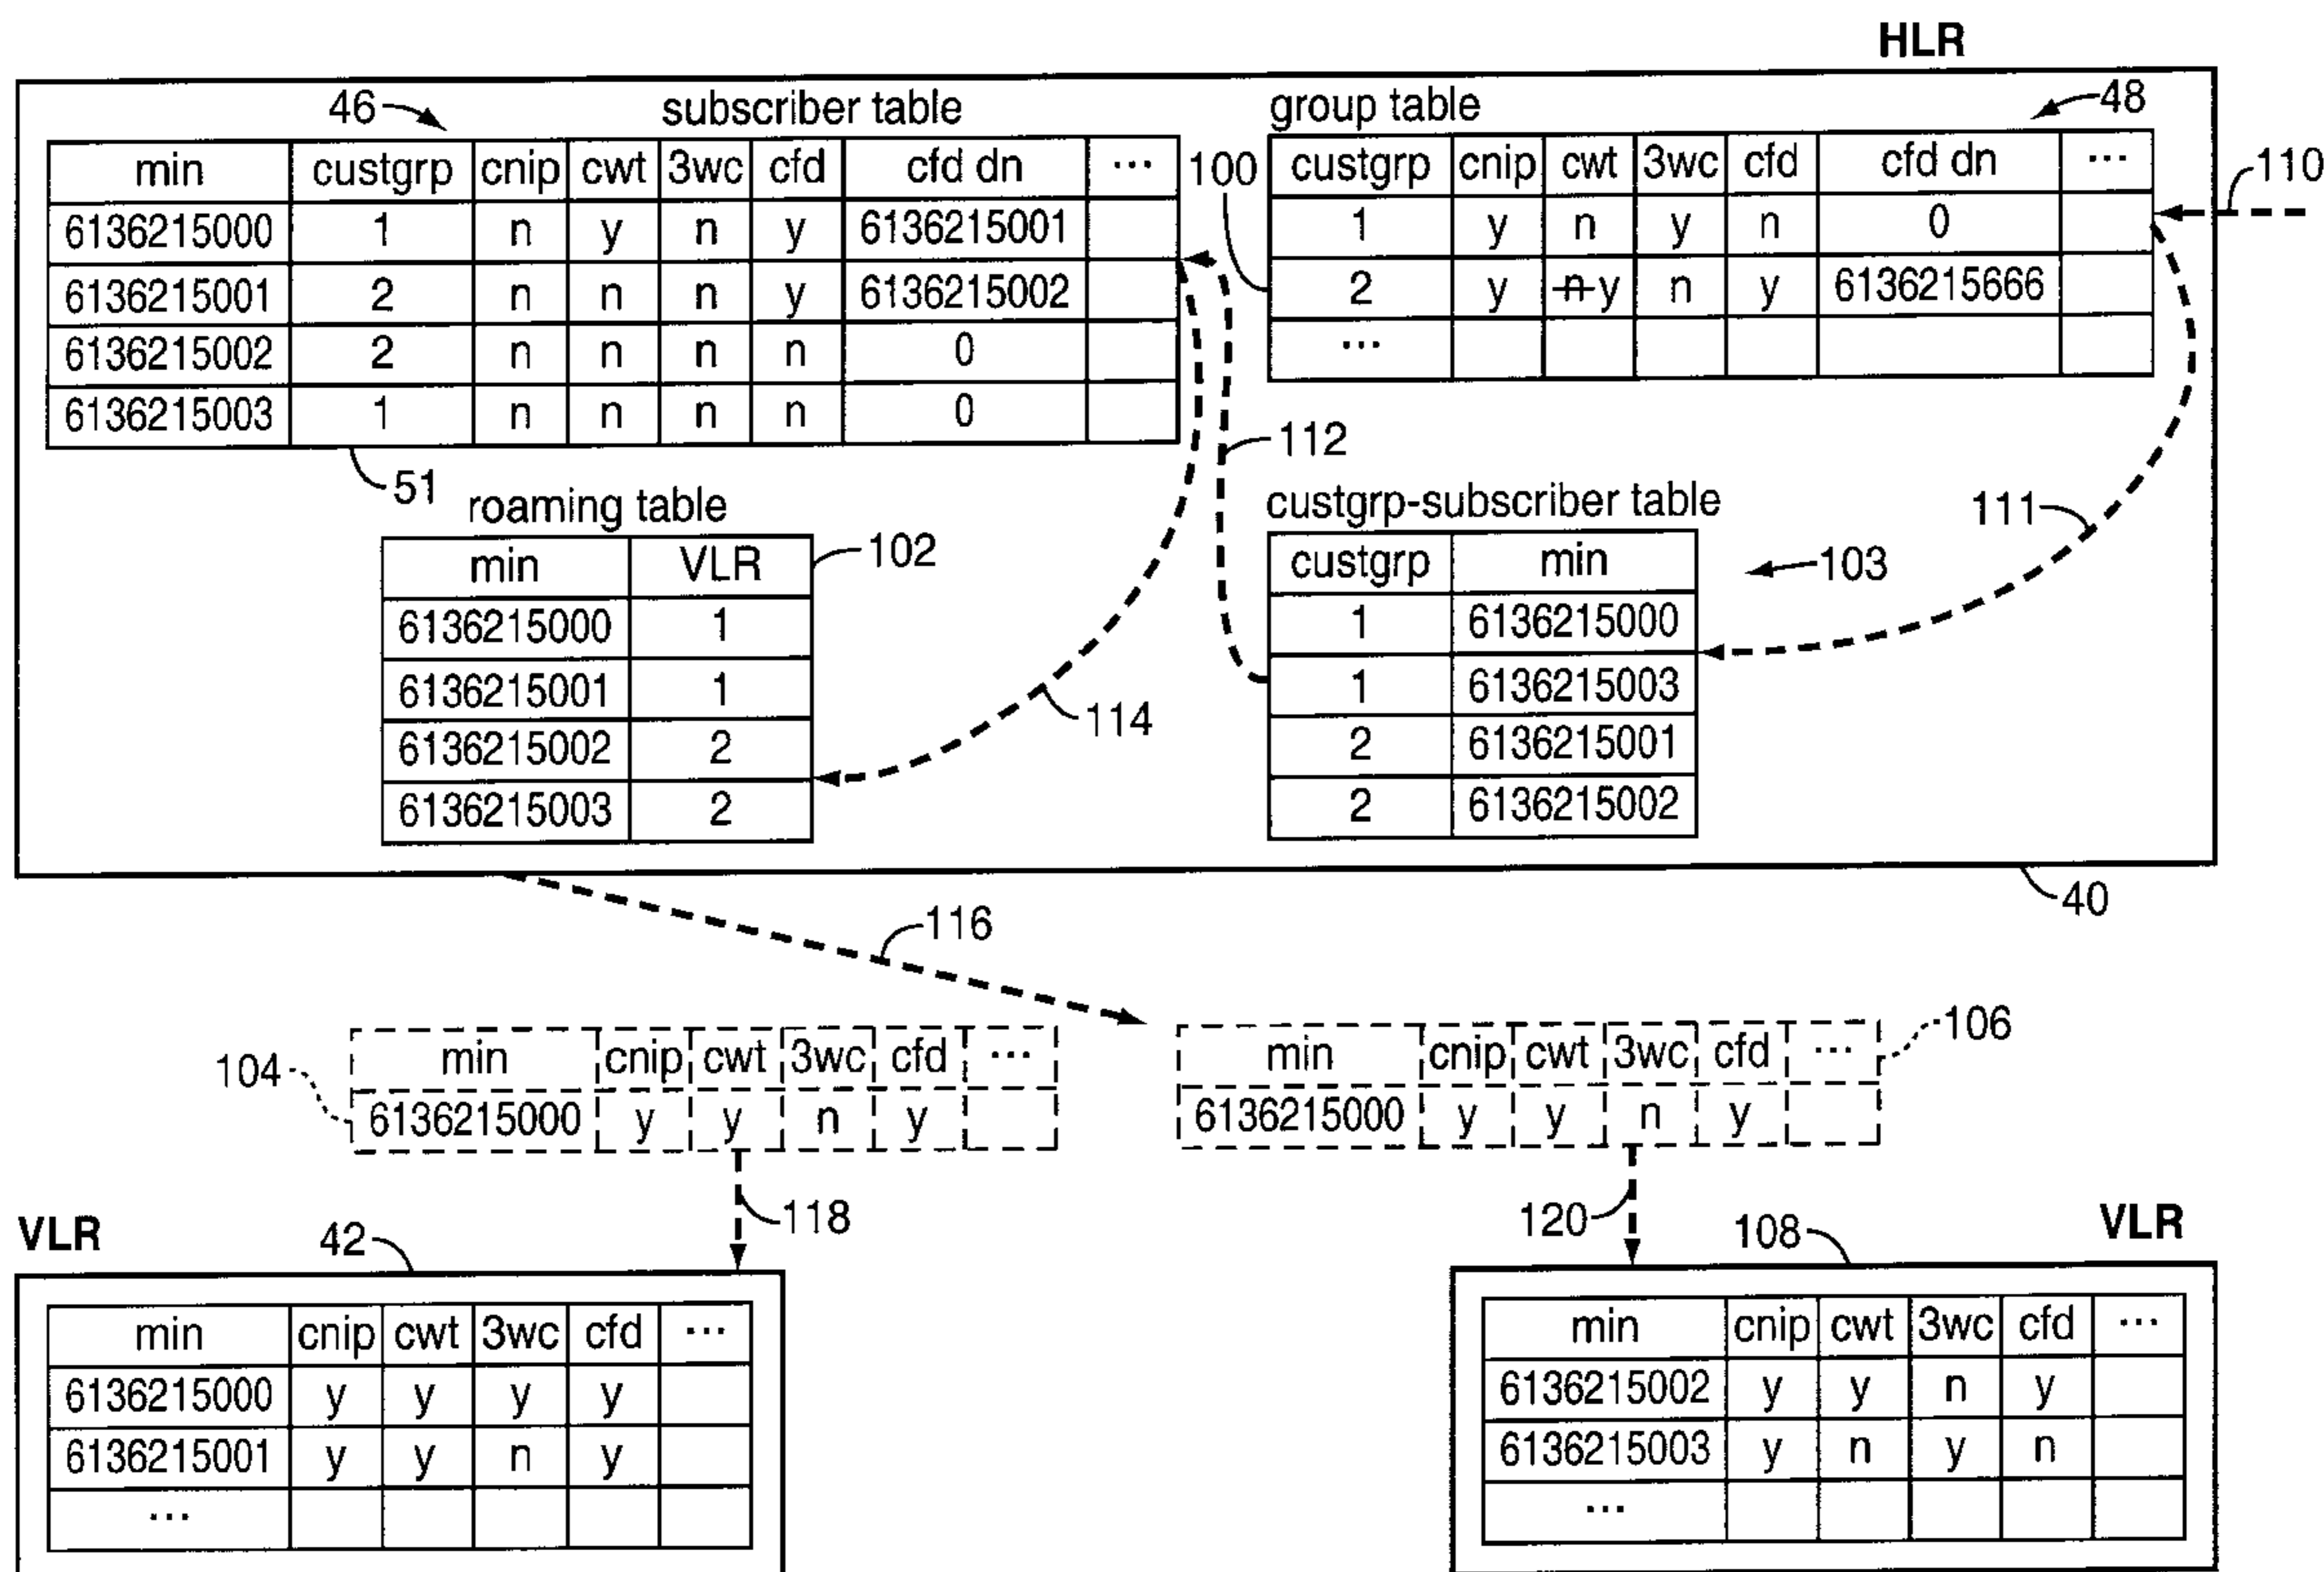 HLR
46 subscriber table
group table 48
min custgrp cnip cwt 3wc cfd cfd dn ...
6136215000 1 n y n y 6136215001
6136215001 2 n n n y 6136215002
6136215002 2 n n n n 0
6136215003 1 n n n n 0
51
100
custgrp cnip cwt 3wc cfd cfd dn ...
1 y n y n 0
2 y n y n y 6136215666
...
110
112
111
roaming table
102
min VLR
6136215000 1
6136215001 1
6136215002 2
6136215003 2
114
custgrp-subscriber table
103
custgrp min
1 6136215000
1 6136215003
2 6136215001
2 6136215002
40
116
104
min cnip cwt 3wc cfd ...
6136215000 y y n y
106
min cnip cwt 3wc cfd ...
6136215000 y y n y
118
120
VLR
42
min cnip cwt 3wc cfd ...
6136215000 y y y y
6136215001 y y n y
...
108
VLR
min cnip cwt 3wc cfd ...
6136215002 y y n y
6136215003 y n y n
...